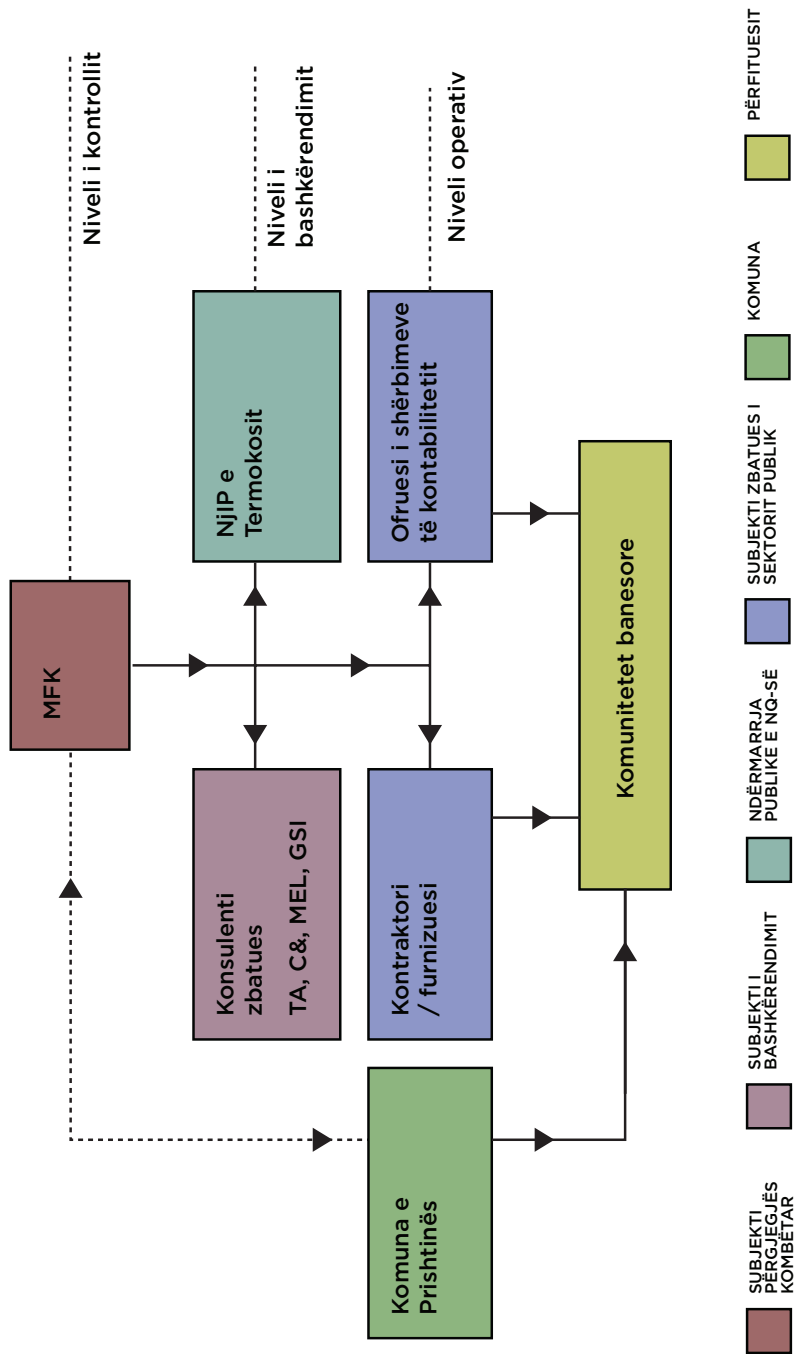 MFK
Niveli i kontrollit
Konsulenti
zbatues
TA, C&, MEL, GSI
NjIP e
Termokosit
Niveli i
bashkërendimit
Komuna e
Prishtinës
Kontraktori
/ furnizuesi
Ofruesi i shërbimeve
të kontabilitetit
Niveli operativ
Komunitetet banesore
SUBJEKTI
PËRGJEGJËS
KOMBËTAR
SUBJEKTI I
BASHKËRENDIMIT
NDËRMARRJA
PUBLIKE E NQ-SË
SUBJEKTI ZBATUES I
SEKTORIT PUBLIK
KOMUNA
PËRFITUESIT